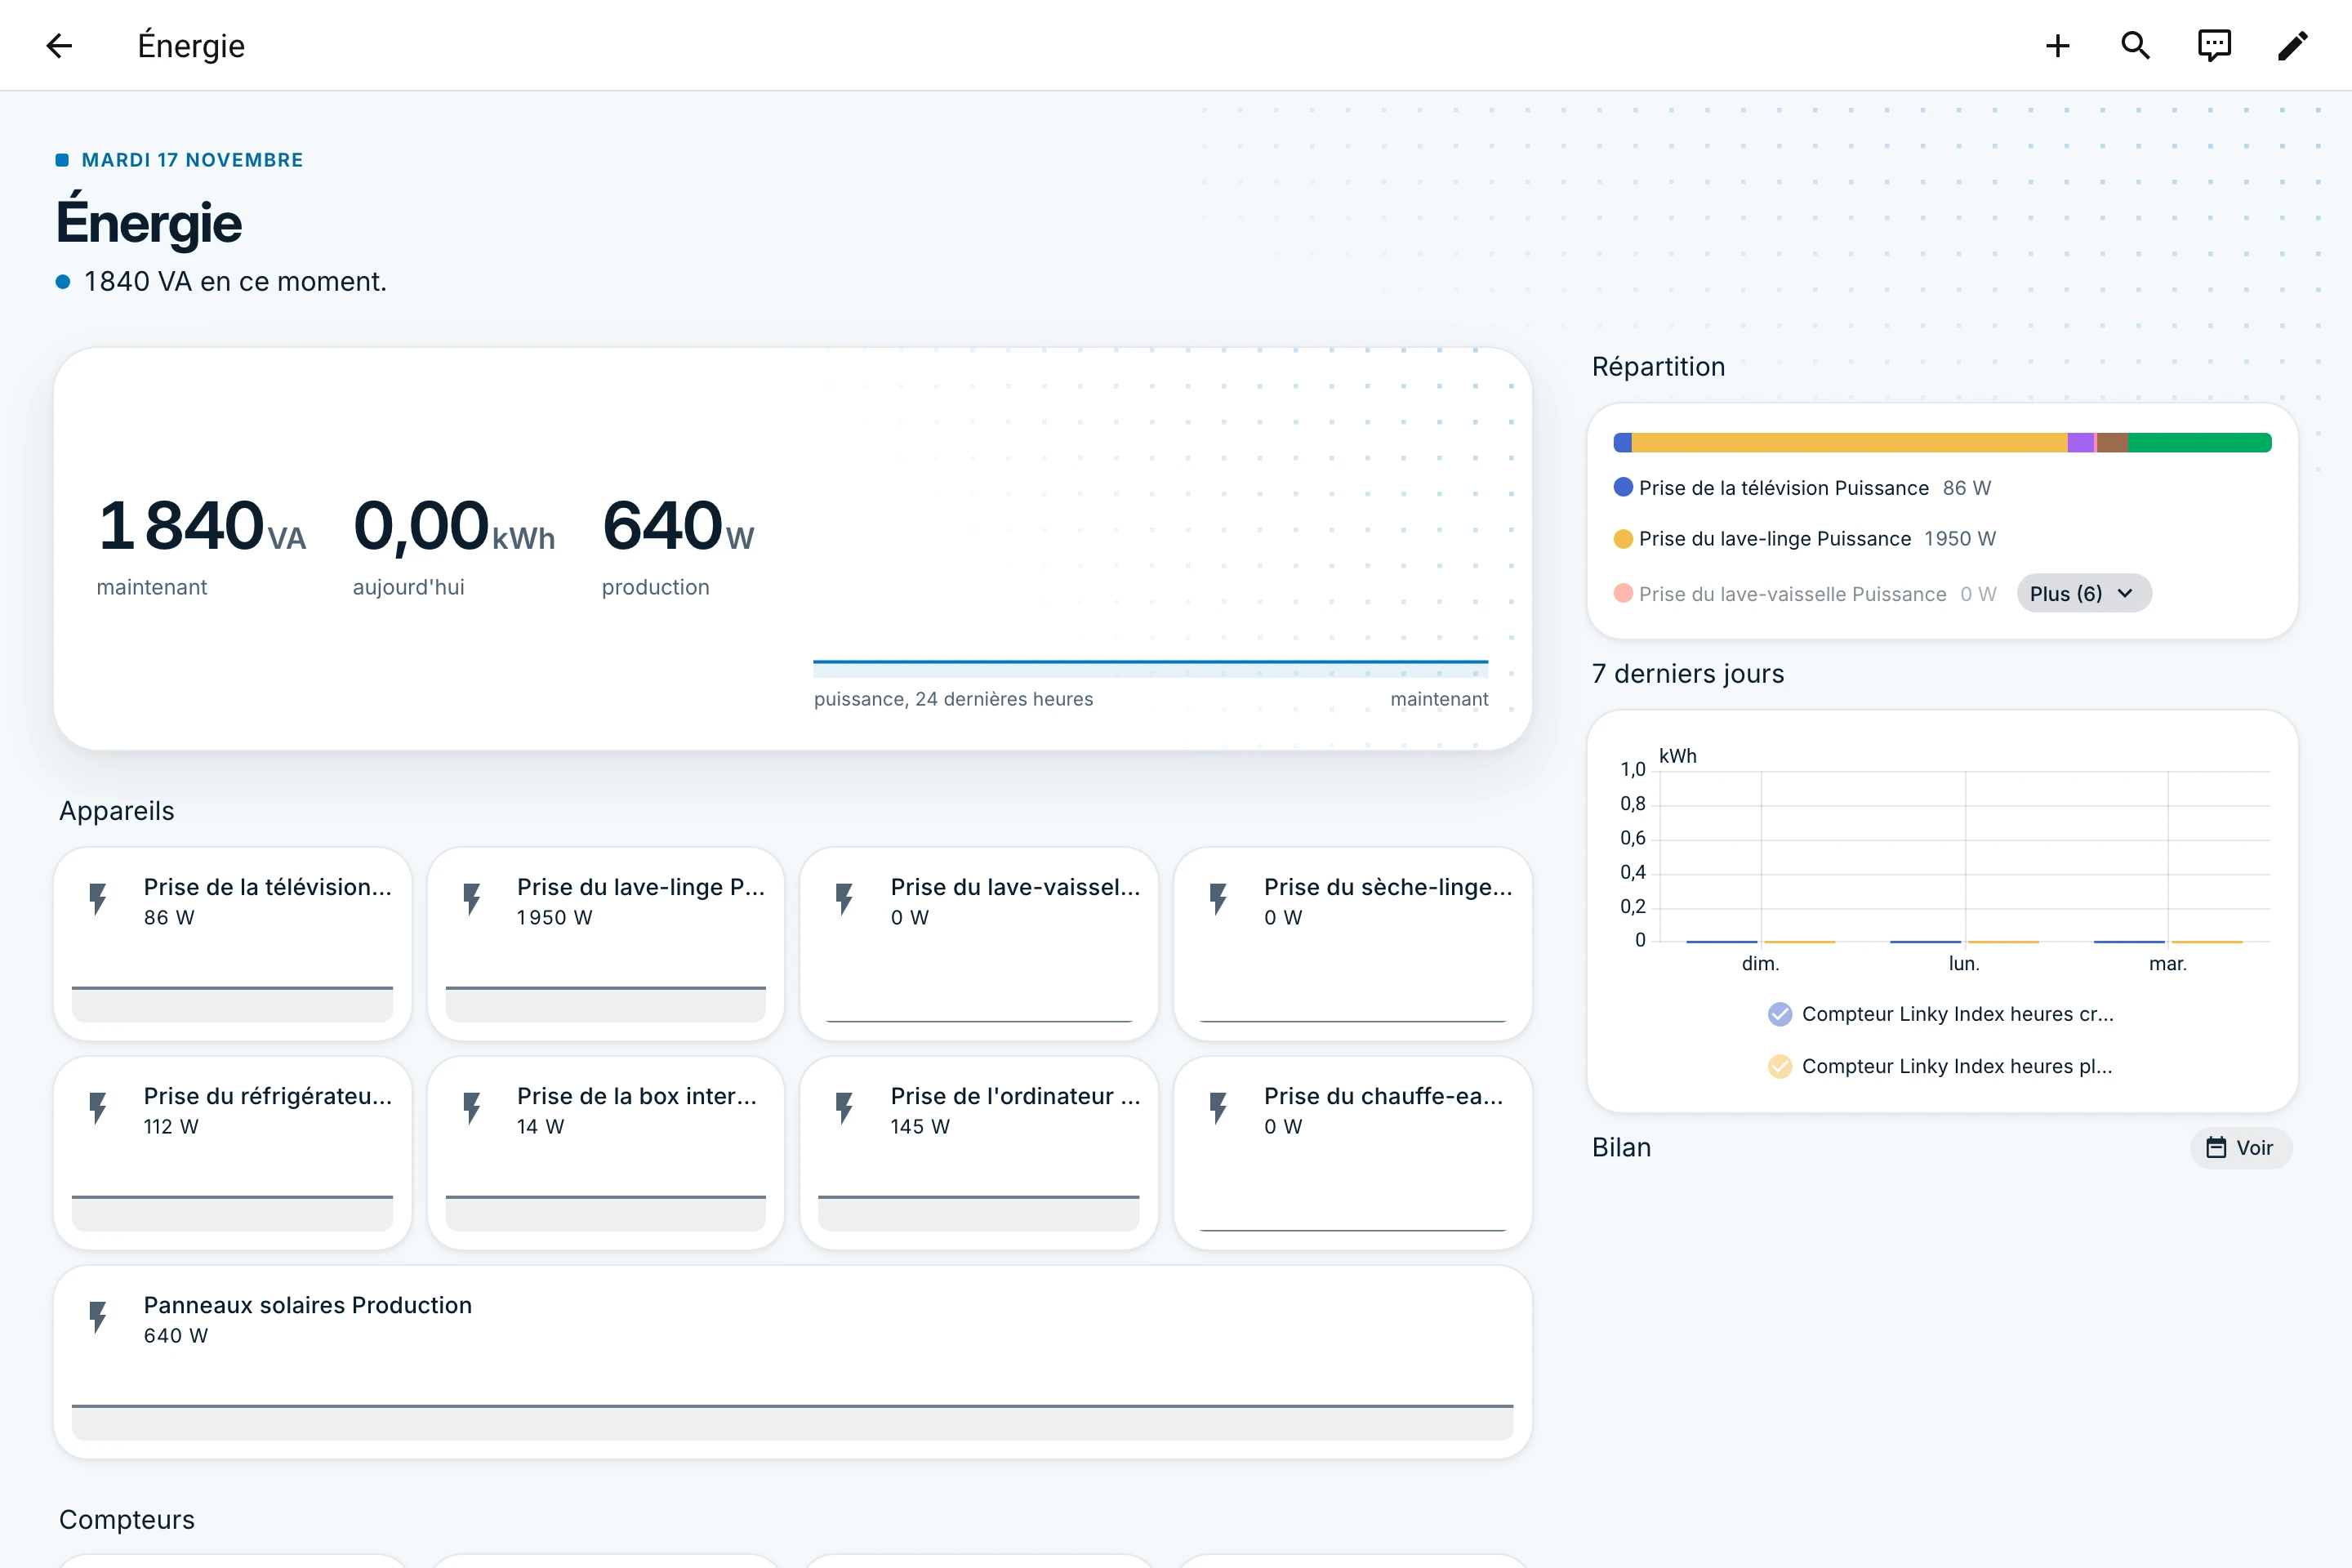 Énergie
MARDI 17 NOVEMBRE
Énergie
1840 VA en ce moment.
1 840 VA
maintenant
0,00 kWh
aujourd'hui
640 W
production
puissance, 24 dernières heures
maintenant
Répartition
Prise de la télévision Puissance 86 W
Prise du lave-linge Puissance 1950 W
Prise du lave-vaisselle Puissance 0 W
Plus (6)
7 derniers jours
kWh
1,0
0,8
0,6
0,4
0,2
0
dim. lun. mar.
Compteur Linky Index heures cr...
Compteur Linky Index heures pl...
Bilan
Voir
Appareils
Prise de la télévision...
86 W
Prise du lave-linge P...
1950 W
Prise du lave-vaissel...
0 W
Prise du sèche-linge...
0 W
Prise du réfrigérateu...
112 W
Prise de la box inter...
14 W
Prise de l'ordinateur ...
145 W
Prise du chauffe-ea...
0 W
Panneaux solaires Production
640 W
Compteurs